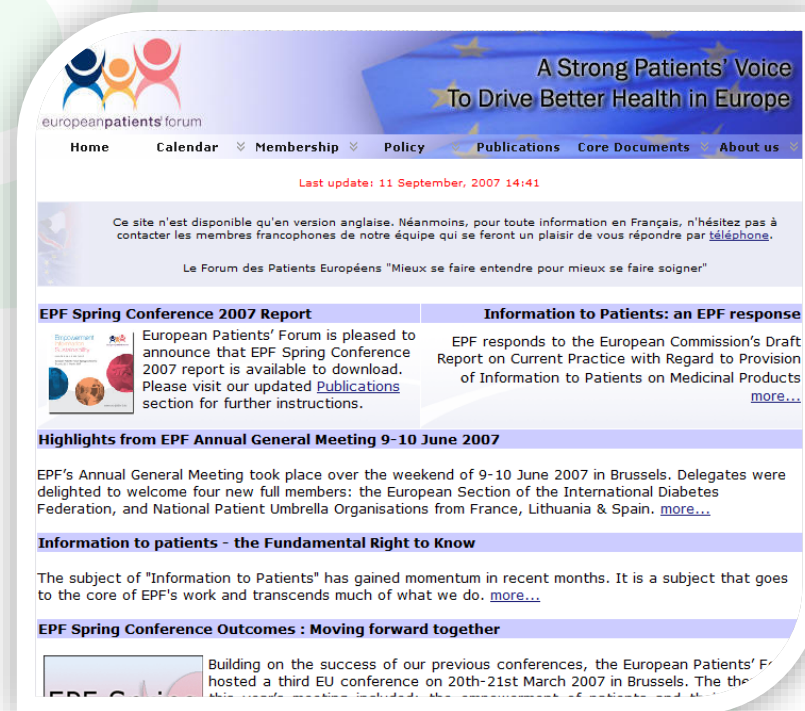 A Strong Patients' Voice
To Drive Better Health in Europe
europeanpatients'forum
Home Calendar Membership Policy Publications Core Documents About us
Last update: 11 September, 2007 14:41
Ce site n'est disponible qu'en version anglaise. Néanmoins, pour toute information en Français, n'hésitez pas à
contacter les membres francophones de notre équipe qui se feront un plaisir de vous répondre par téléphone.
Le Forum des Patients Européens "Mieux se faire entendre pour mieux se faire soigner"
EPF Spring Conference 2007 Report
European Patients' Forum is pleased to
announce that EPF Spring Conference
2007 report is available to download.
Please visit our updated Publications
section for further instructions.
Information to Patients: an EPF response
EPF responds to the European Commission's Draft
Report on Current Practice with Regard to Provision
of Information to Patients on Medicinal Products
more...
Highlights from EPF Annual General Meeting 9-10 June 2007
EPF's Annual General Meeting took place over the weekend of 9-10 June 2007 in Brussels. Delegates were
delighted to welcome four new full members: the European Section of the International Diabetes
Federation, and National Patient Umbrella Organisations from France, Lithuania & Spain. more...
Information to patients - the Fundamental Right to Know
The subject of "Information to Patients" has gained momentum in recent months. It is a subject that goes
to the core of EPF's work and transcends much of what we do. more...
EPF Spring Conference Outcomes : Moving forward together
Building on the success of our previous conferences, the European Patients'
hosted a third EU conference on 20th-21st March 2007 in Brussels. The
this year's meeting included: the empowerment of patients and